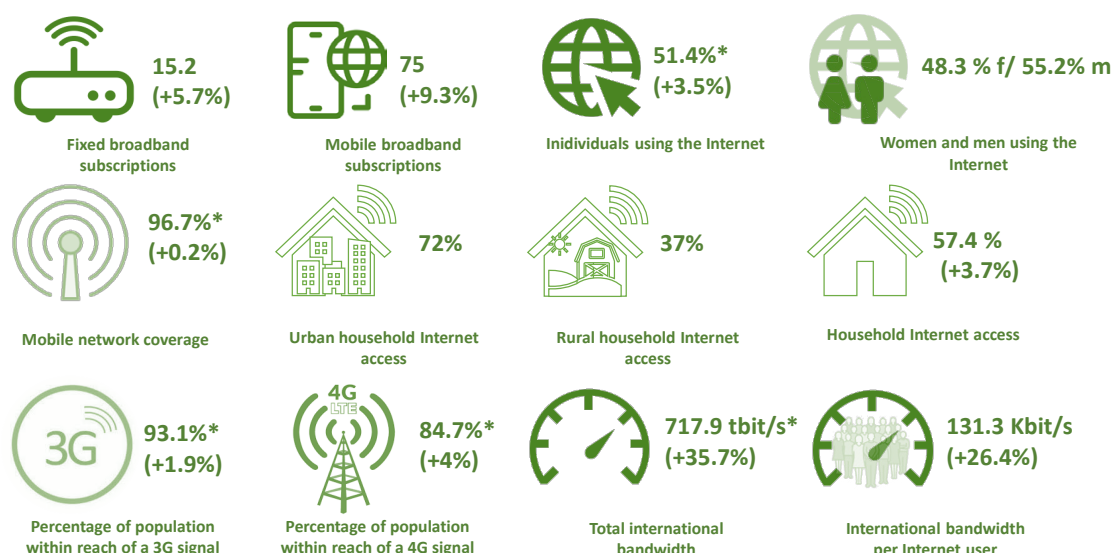 15.2
(+5.7%)
Fixed broadband
subscriptions
75
(+9.3%)
Mobile broadband
subscriptions
51.4%*
(+3.5%)
Inidividuals using the Internet
48.3 % f/ 55.2% m
Women and men using the
Internet
96.7%*
(+0.2%)
Mobile network coverage
72%
Urban household Internet
access
37%
Rural household Internet
access
57.4 %
(+3.7%)
Household Internet access
3G
93.1%*
(+1.9%)
Percentage of population
within reach of a 3G signal
4G
LTE
84.7%*
(+4%)
Percentage of population
within reach of a 4G signal
717.9 tbit/s*
(+35.7%)
Total international
bandwidth
131.3 Kbit/s
(+26.4%)
International bandwidth
per Internet user